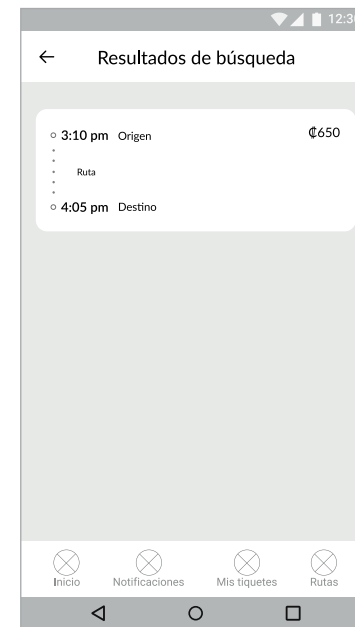 12:30
Resultados de búsqueda
3:10 pm Origen ₡650
Ruta
4:05 pm Destino
Inicio Notificaciones Mis tiquetes Rutas